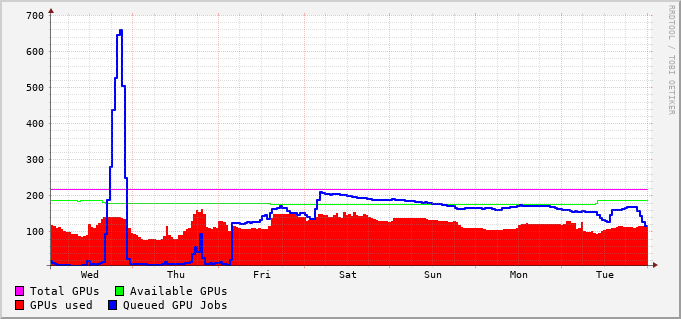 700
600
500
400
300
200
100
Wed Thu Fri Sat Sun Mon Tue
Total GPUs Available GPUs
GPUs used Queued GPU Jobs
RRDTOOL / TOBI OETIKER